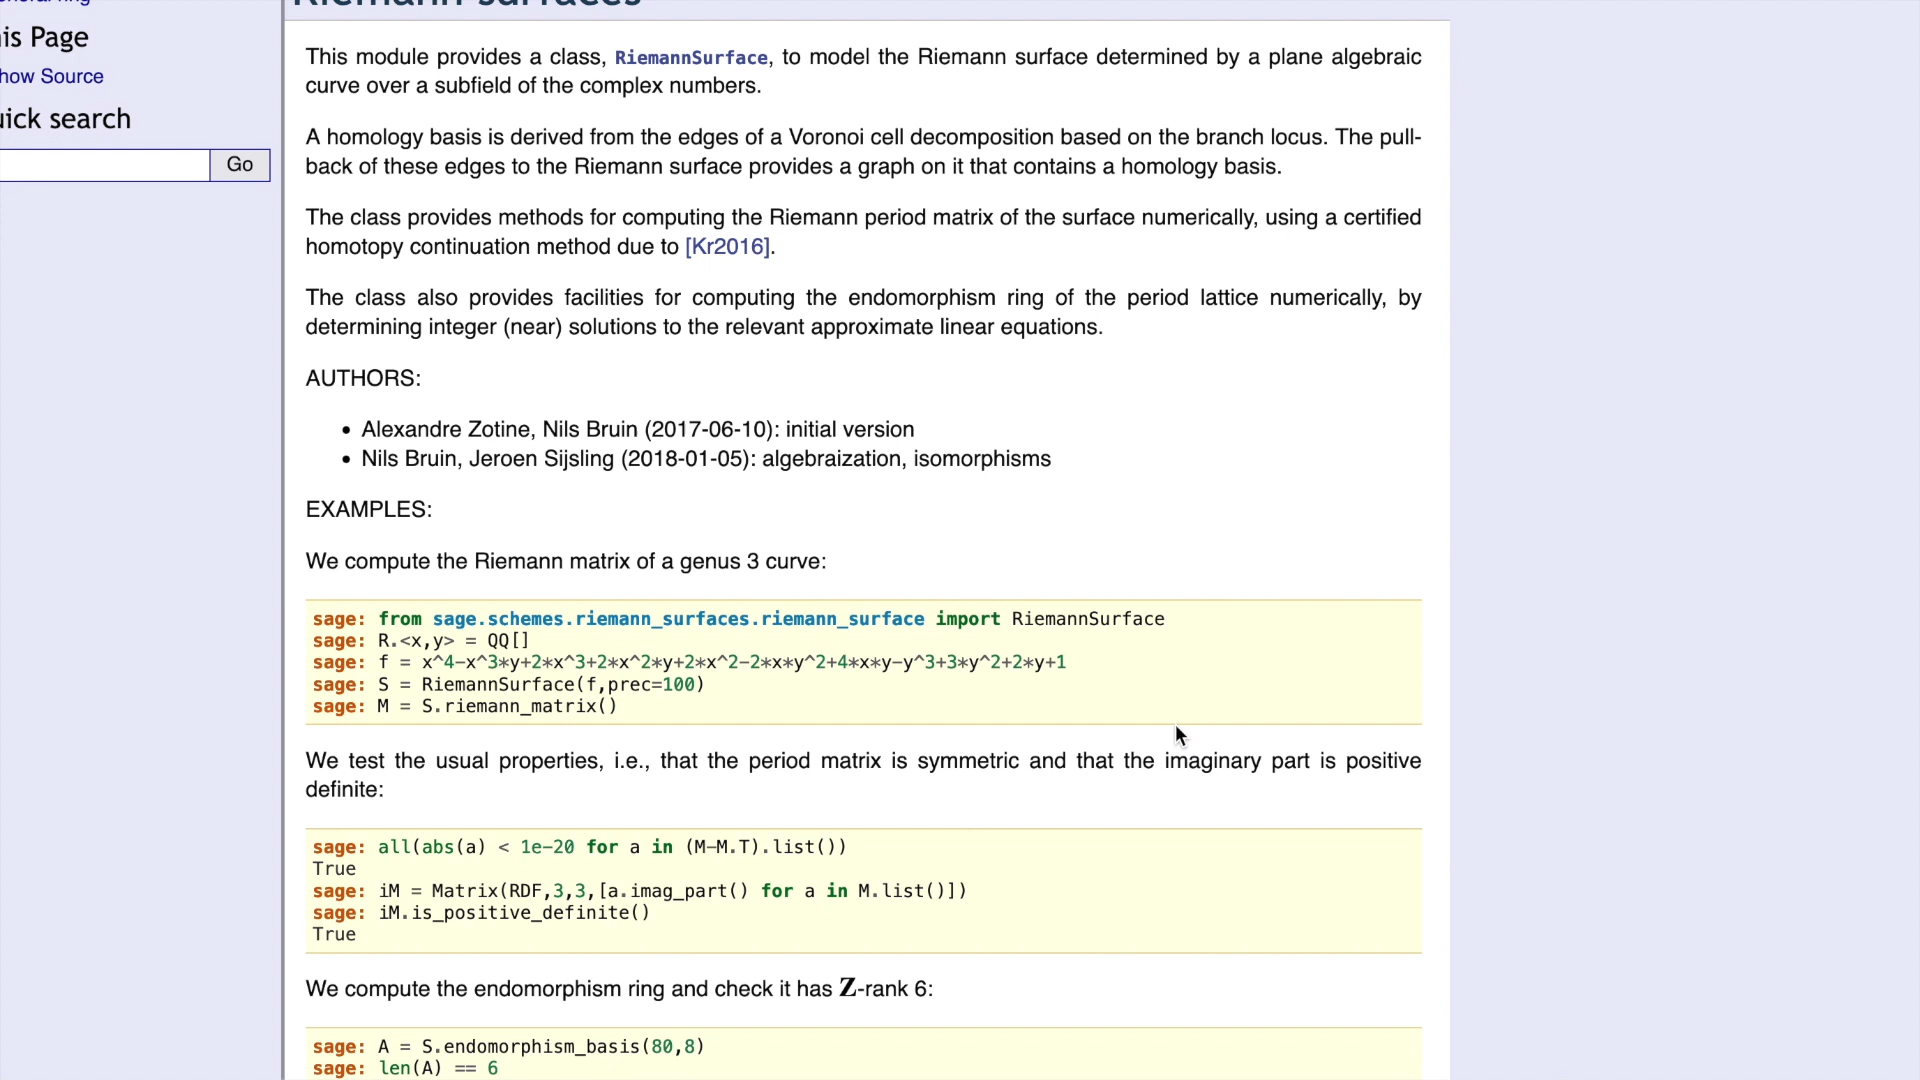 Riemann surfaces
his Page
how Source
uick search
Go
This module provides a class, RiemannSurface, to model the Riemann surface determined by a plane algebraic
curve over a subfield of the complex numbers.
A homology basis is derived from the edges of a Voronoi cell decomposition based on the branch locus. The pull-
back of these edges to the Riemann surface provides a graph on it that contains a homology basis.
The class provides methods for computing the Riemann period matrix of the surface numerically, using a certified
homotopy continuation method due to [Kr2016].
The class also provides facilities for computing the endomorphism ring of the period lattice numerically, by
determining integer (near) solutions to the relevant approximate linear equations.
AUTHORS:
• Alexandre Zotine, Nils Bruin (2017-06-10): initial version
• Nils Bruin, Jeroen Sijsling (2018-01-05): algebraization, isomorphisms
EXAMPLES:
We compute the Riemann matrix of a genus 3 curve:
sage: from sage.schemes.riemann_surfaces.riemann_surface import RiemannSurface
sage: R.<x,y> = QQ[]
sage: f = x^4-x^3*y+2*x^3+2*x^2*y+2*x^2-2*x*y^2+4*x*y-y^3+3*y^2+2*y+1
sage: S = RiemannSurface(f,prec=100)
sage: M = S.riemann_matrix()
We test the usual properties, i.e., that the period matrix is symmetric and that the imaginary part is positive
definite:
sage: all(abs(a) < 1e-20 for a in (M-M.T).list())
True
sage: iM = Matrix(RDF,3,3,[a.imag_part() for a in M.list()])
sage: iM.is_positive_definite()
True
We compute the endomorphism ring and check it has Z-rank 6:
sage: A = S.endomorphism_basis(80,8)
sage: len(A) == 6